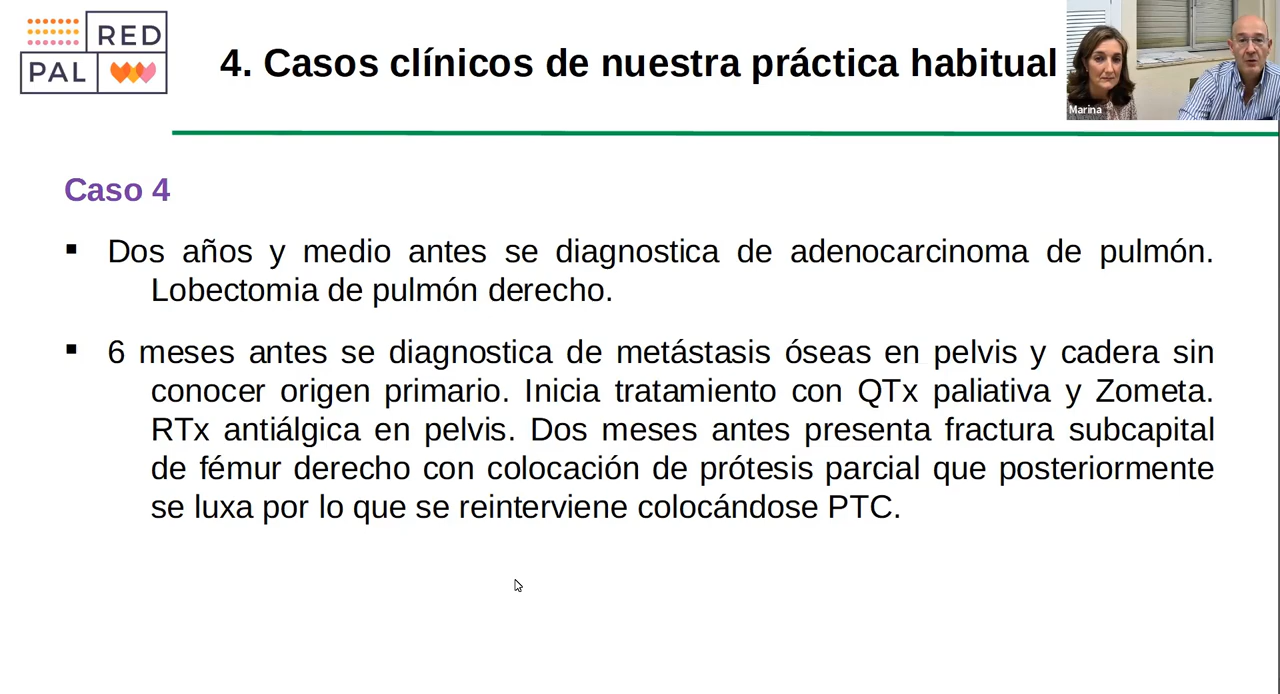 RED
PAL
4. Casos clínicos de nuestra práctica habitual
Marina
Caso 4
▪ Dos años y medio antes se diagnostica de adenocarcinoma de pulmón.
Lobectomia de pulmón derecho.
▪ 6 meses antes se diagnostica de metástasis óseas en pelvis y cadera sin
conocer origen primario. Inicia tratamiento con QTx paliativa y Zometa.
RTx antiálgica en pelvis. Dos meses antes presenta fractura subcapital
de fémur derecho con colocación de prótesis parcial que posteriormente
se luxa por lo que se reinterviene colocándose PTC.